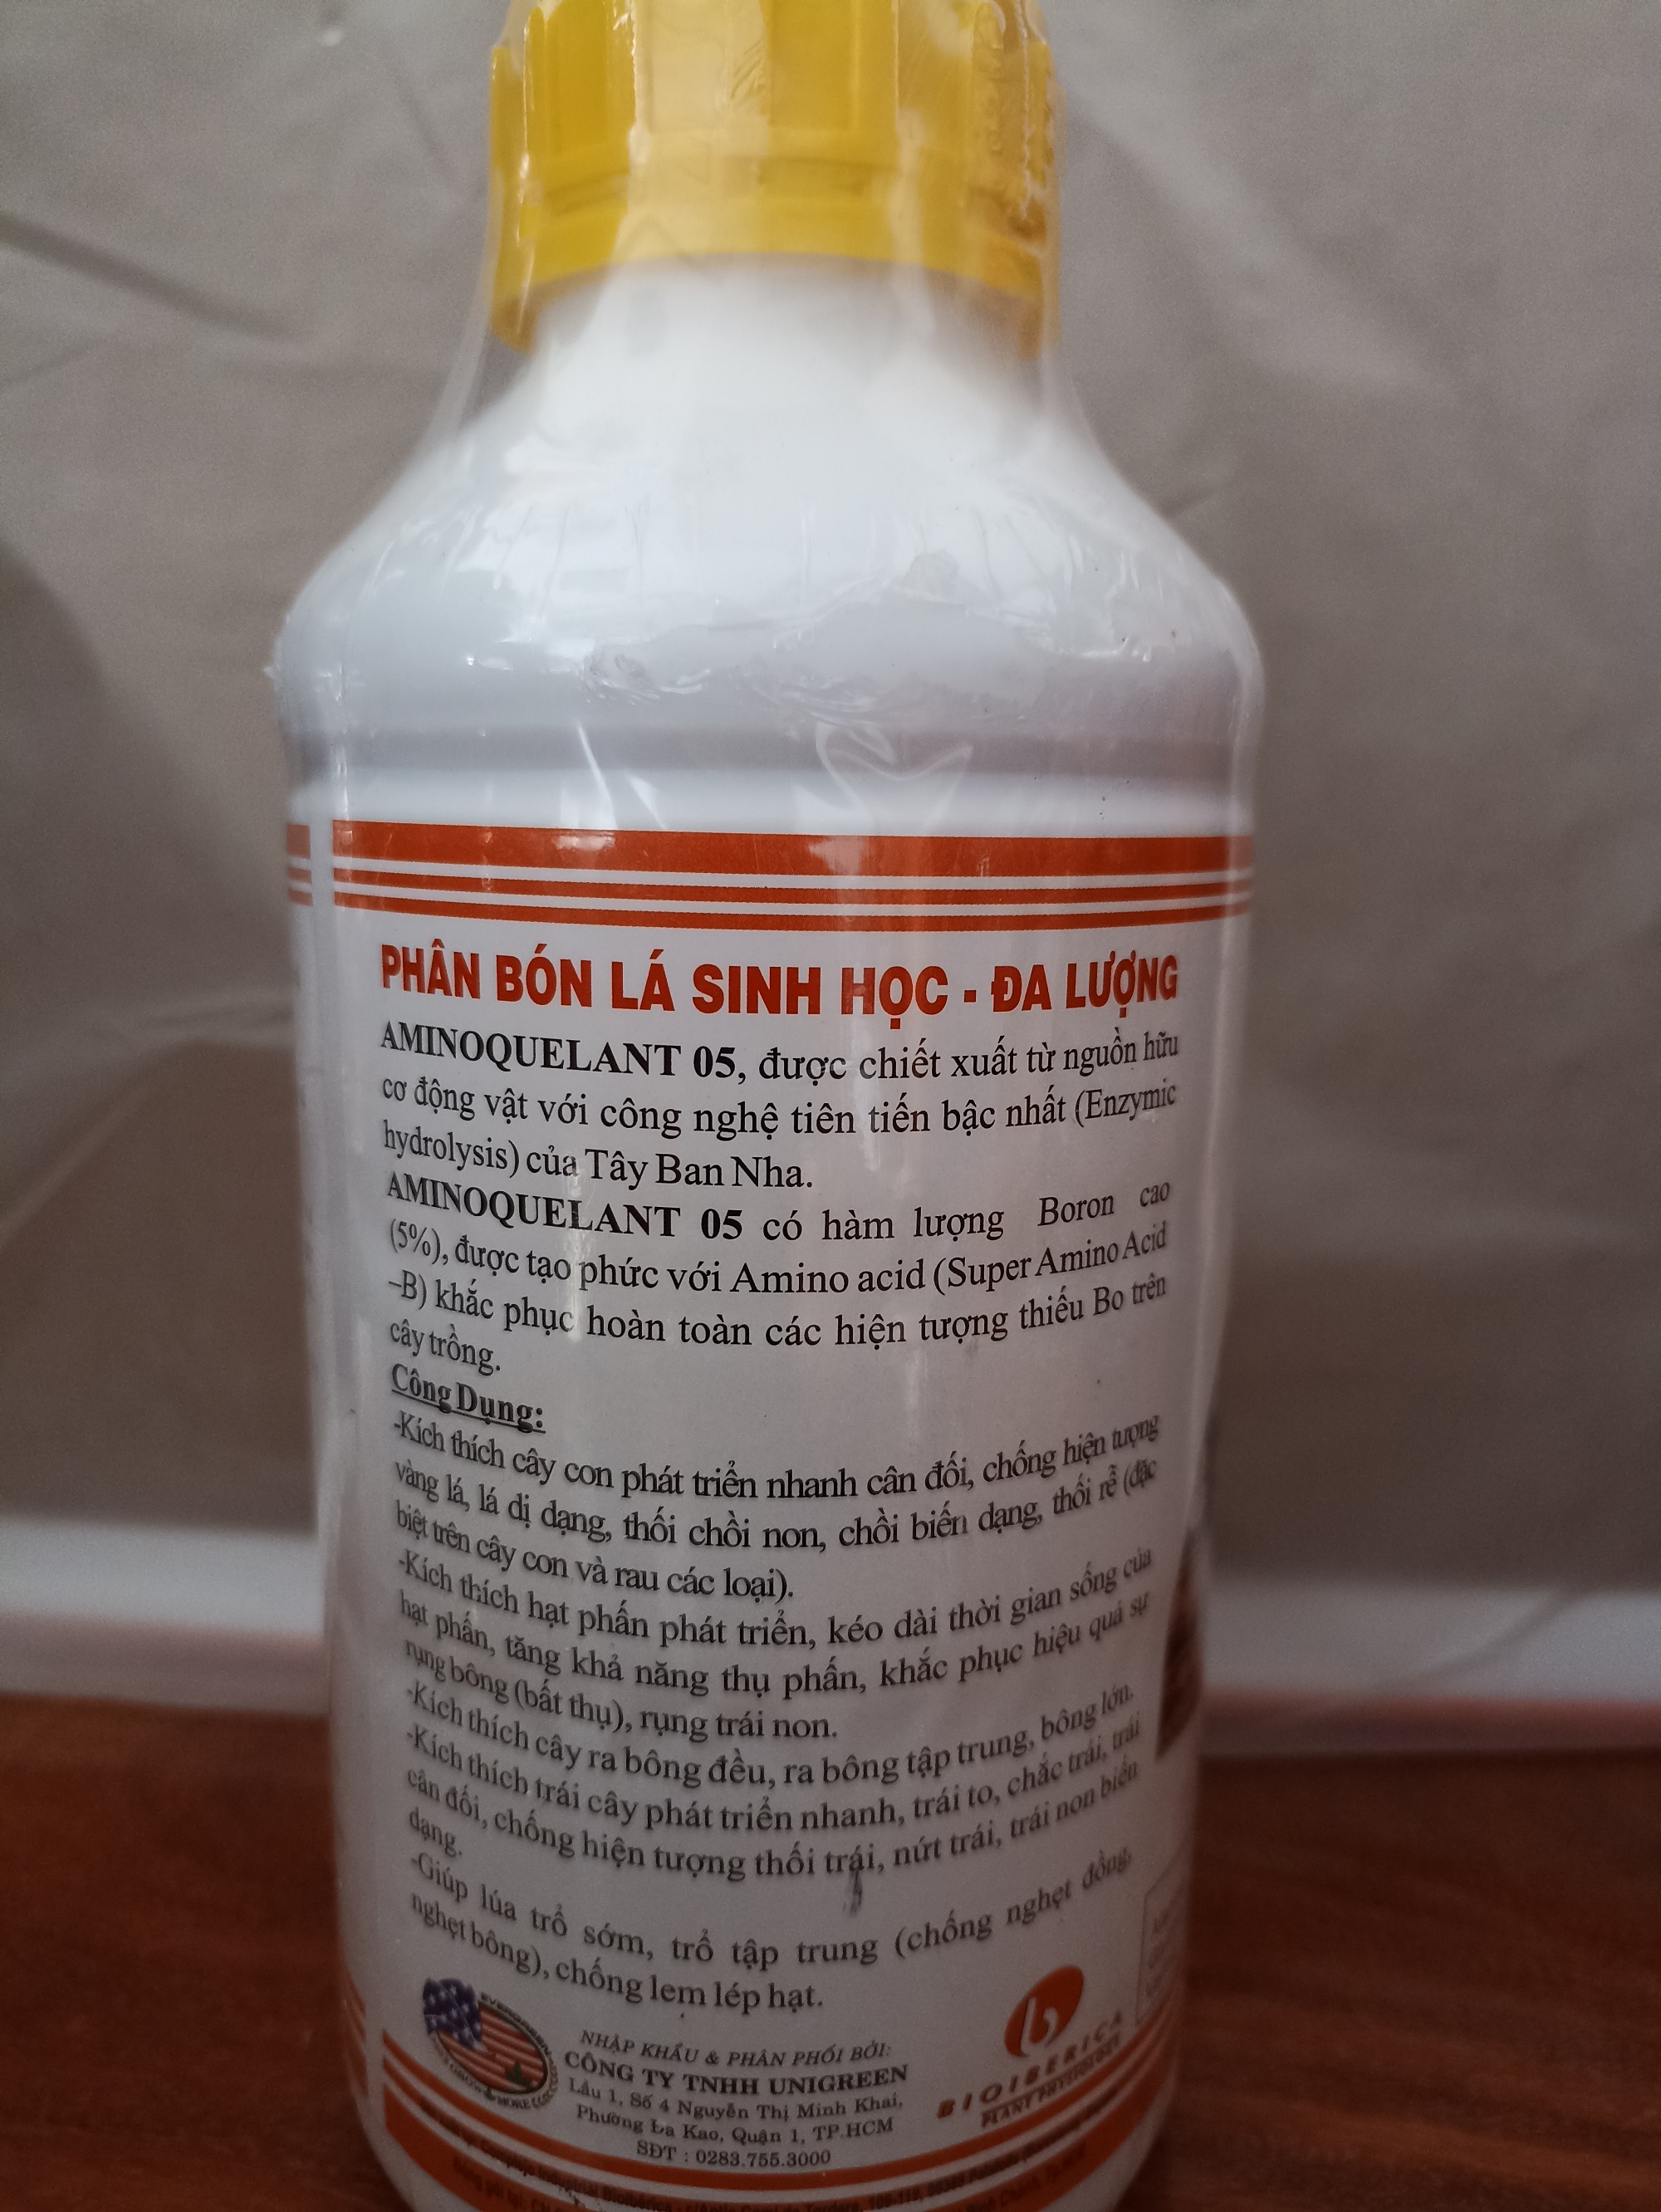 PHÂN BÓN LÁ SINH HỌC - ĐA LƯỢNG
AMINOQUELANT 05, được chiết xuất từ nguồn hữu
cơ động vật với công nghệ tiên tiến bậc nhất (Enzymic
hydrolysis) của Tây Ban Nha.
AMINOQUELANT 05 có hàm lượng Boron cao
(5%), được tạo phức với Amino acid (Super Amino Acid
–B) khắc phục hoàn toàn các hiện tượng thiếu Bo trên
cây trồng.
Công Dụng:
-Kích thích cây con phát triển nhanh cân đối, chống hiện tượng
vàng lá, lá dị dạng, thối chồi non, chồi biến dạng, thối rễ (đặc
biệt trên cây con và rau các loại).
-Kích thích hạt phấn phát triển, kéo dài thời gian sống của
hạt phấn, tăng khả năng thụ phấn, khắc phục hiệu quả sự
rụng bông (bất thụ), rụng trái non.
-Kích thích cây ra bông đều, ra bông tập trung, bông lớn.
-Kích thích trái cây phát triển nhanh, trái to, chắc trái, trái
cân đối, chống hiện tượng thối trái, nứt trái, trái non biến
dạng.
-Giúp lúa trổ sớm, trổ tập trung (chống nghẹt đồng,
nghẹt bông), chống lem lép hạt.
NHẬP KHẨU & PHÂN PHỐI BỞI:
CÔNG TY TNHH UNIGREEN
Lầu 1, Số 4 Nguyễn Thị Minh Khai,
Phường Đa Kao, Quận 1, TP.HCM
SĐT : 0283.755.3000
EVERGREEN
GROW MORE
BIOIBERICA
PLANT PHYSIOLOGY